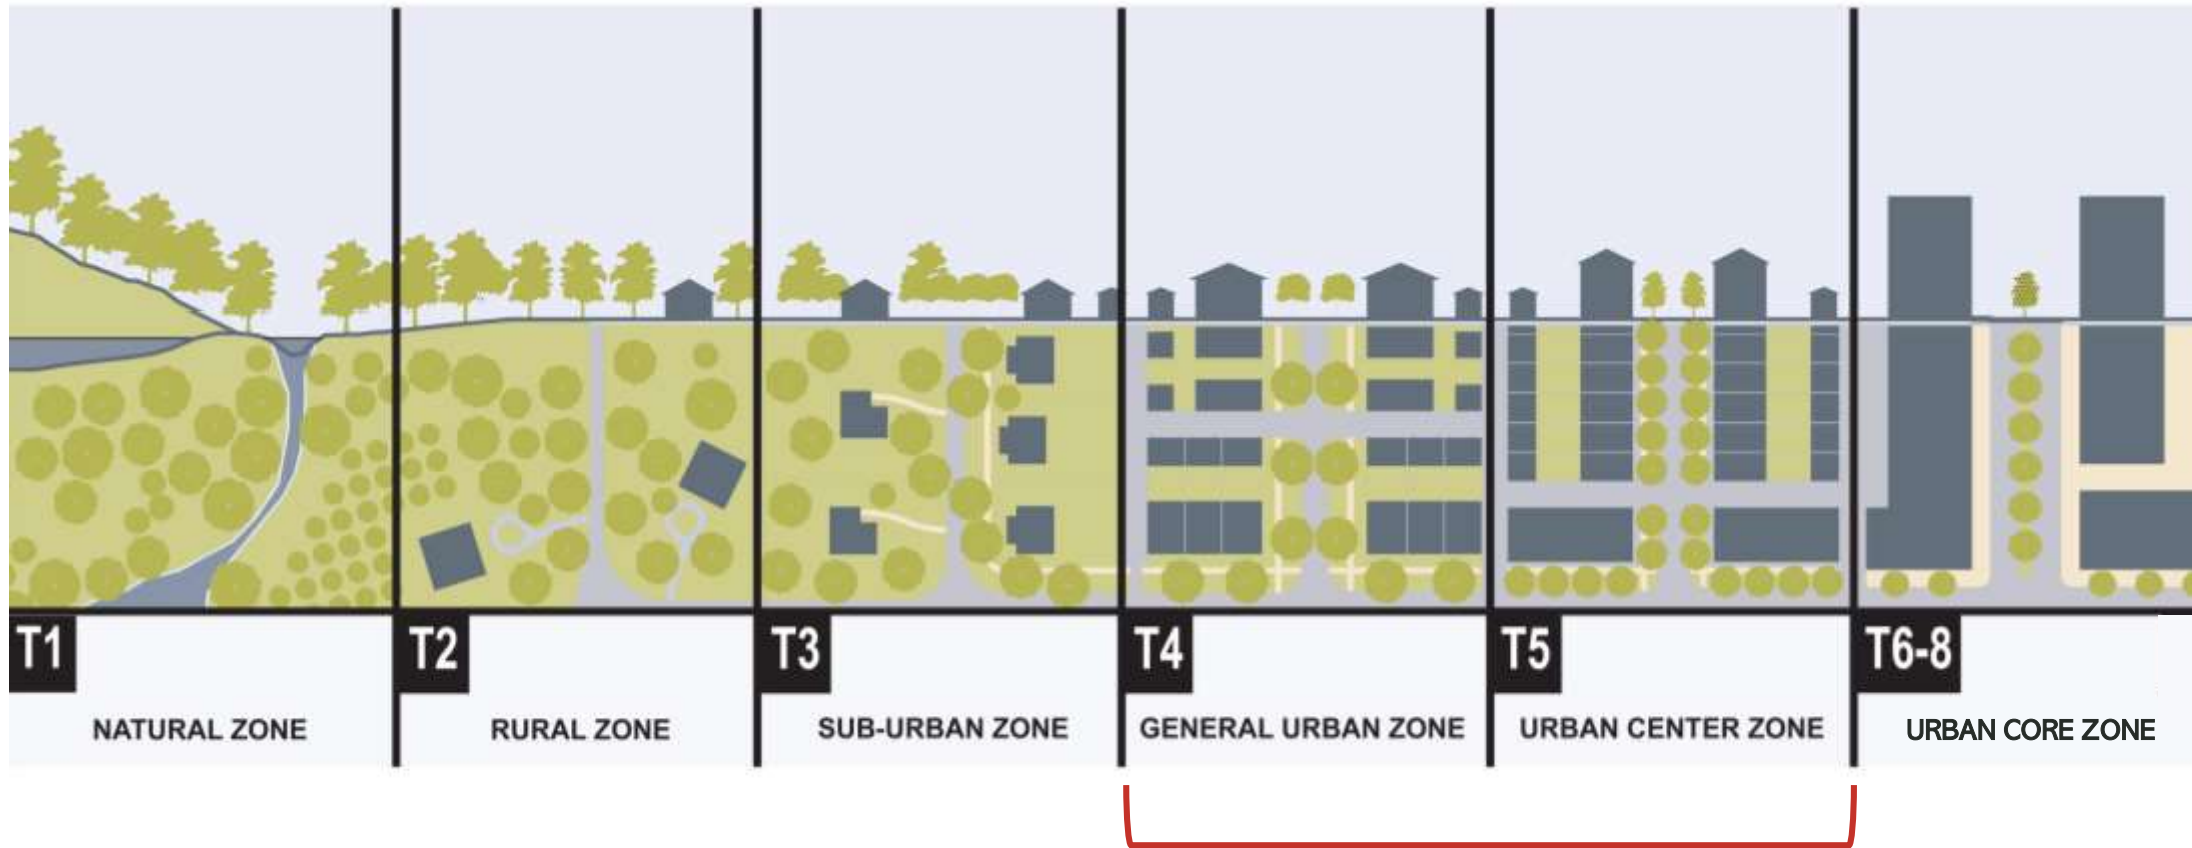 T1
NATURAL ZONE
T2
RURAL ZONE
T3
SUB-URBAN ZONE
T4
GENERAL URBAN ZONE
T5
URBAN CENTER ZONE
T6-8
URBAN CORE ZONE